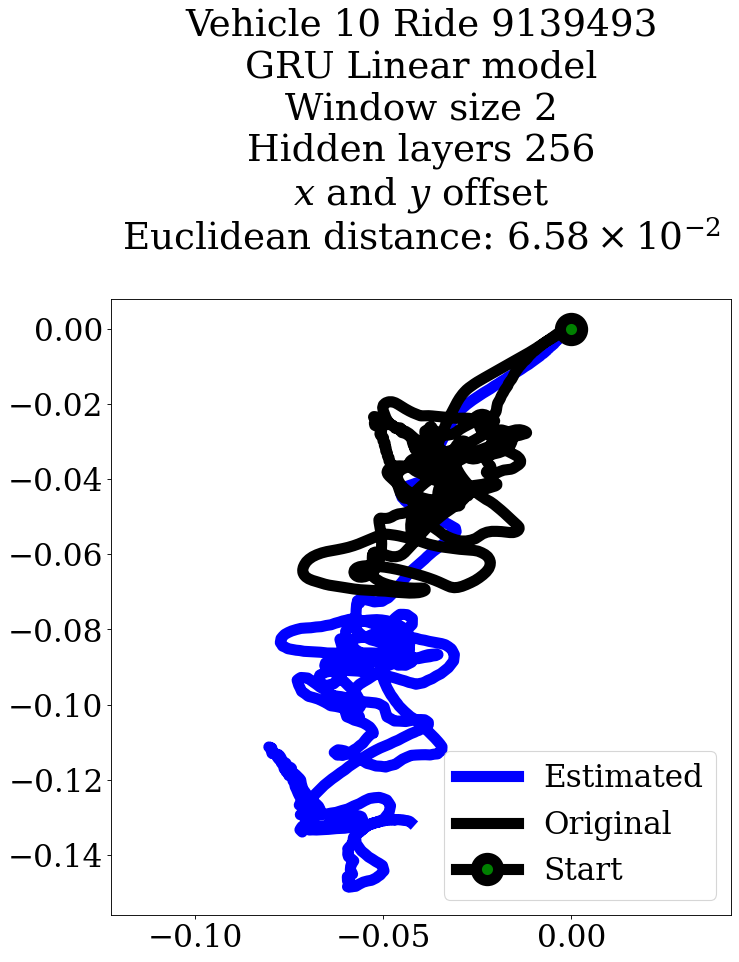 Vehicle 10 Ride 9139493
GRU Linear model
Window size 2
Hidden layers 256
x and y offset
Euclidean distance: 6.58 × 10⁻²
0.00
−0.02
−0.04
−0.06
−0.08
−0.10
−0.12
−0.14
Estimated
Original
Start
−0.10 −0.05 0.00